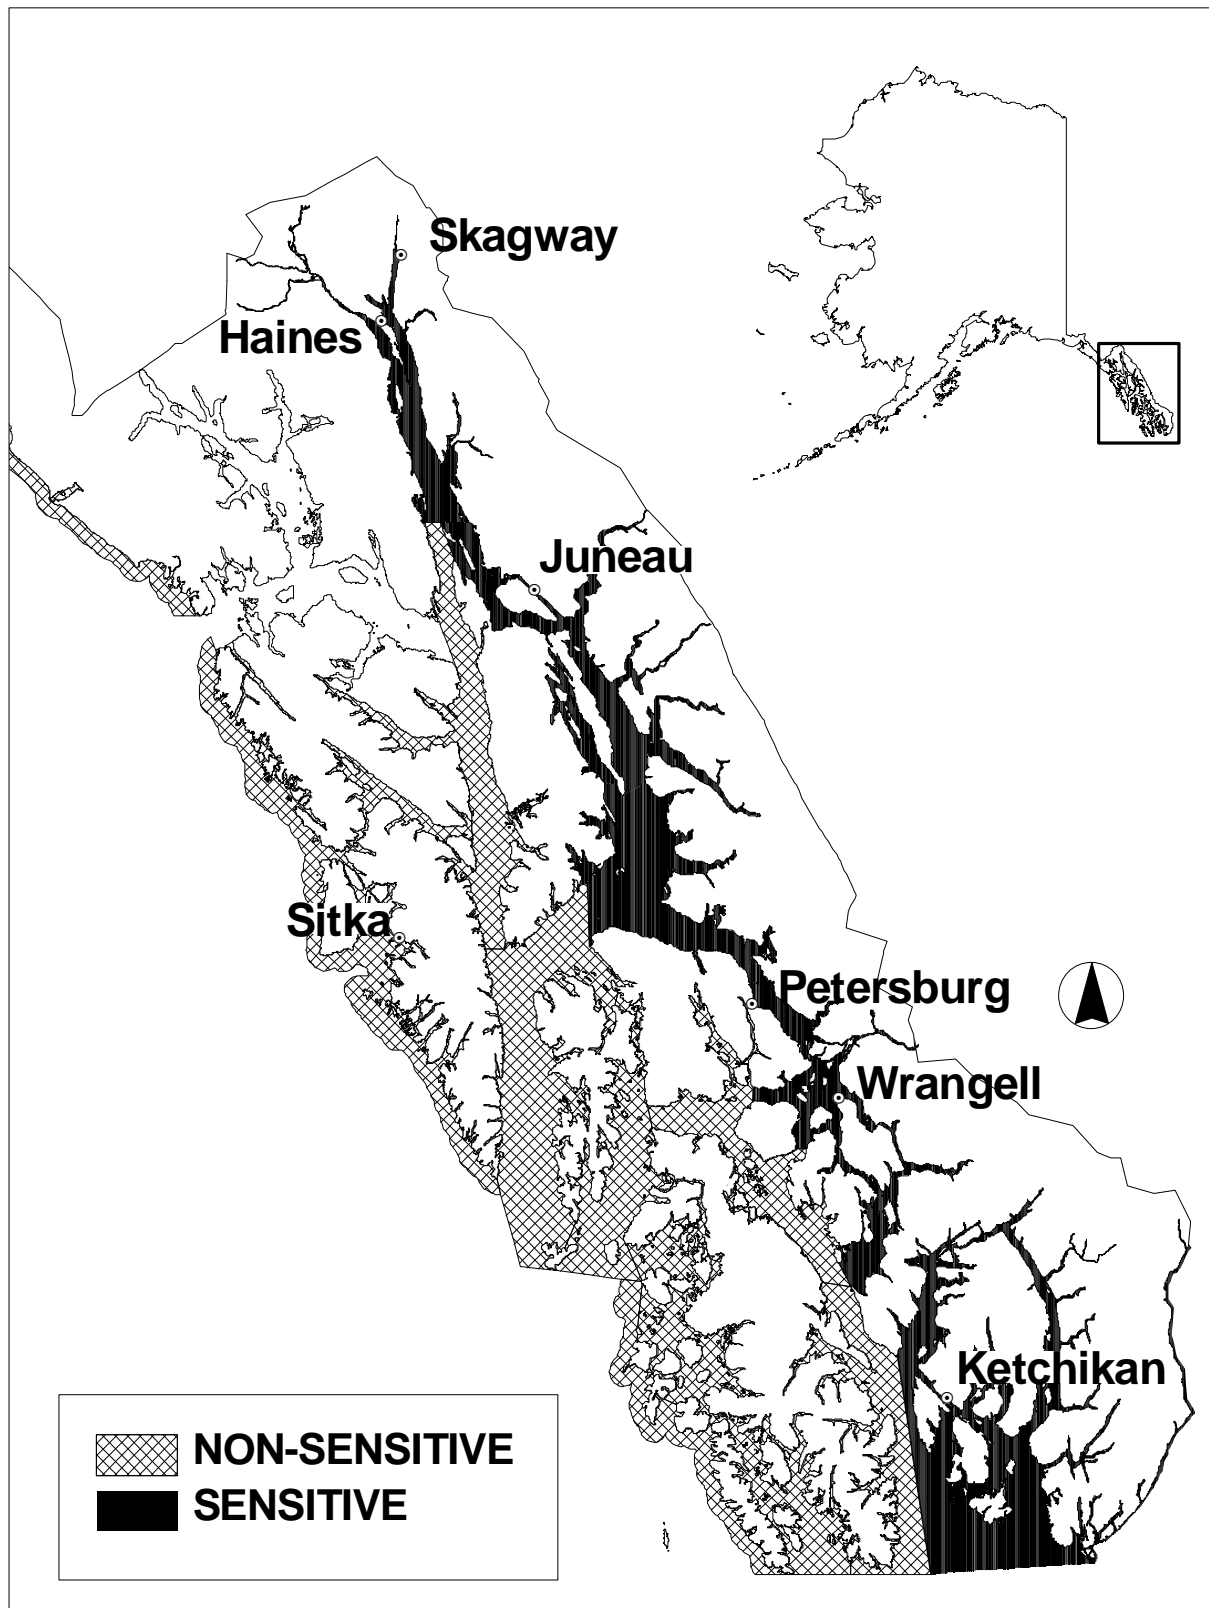 Skagway
Haines
Juneau
Sitka
Petersburg
Wrangell
Ketchikan
NON-SENSITIVE
SENSITIVE